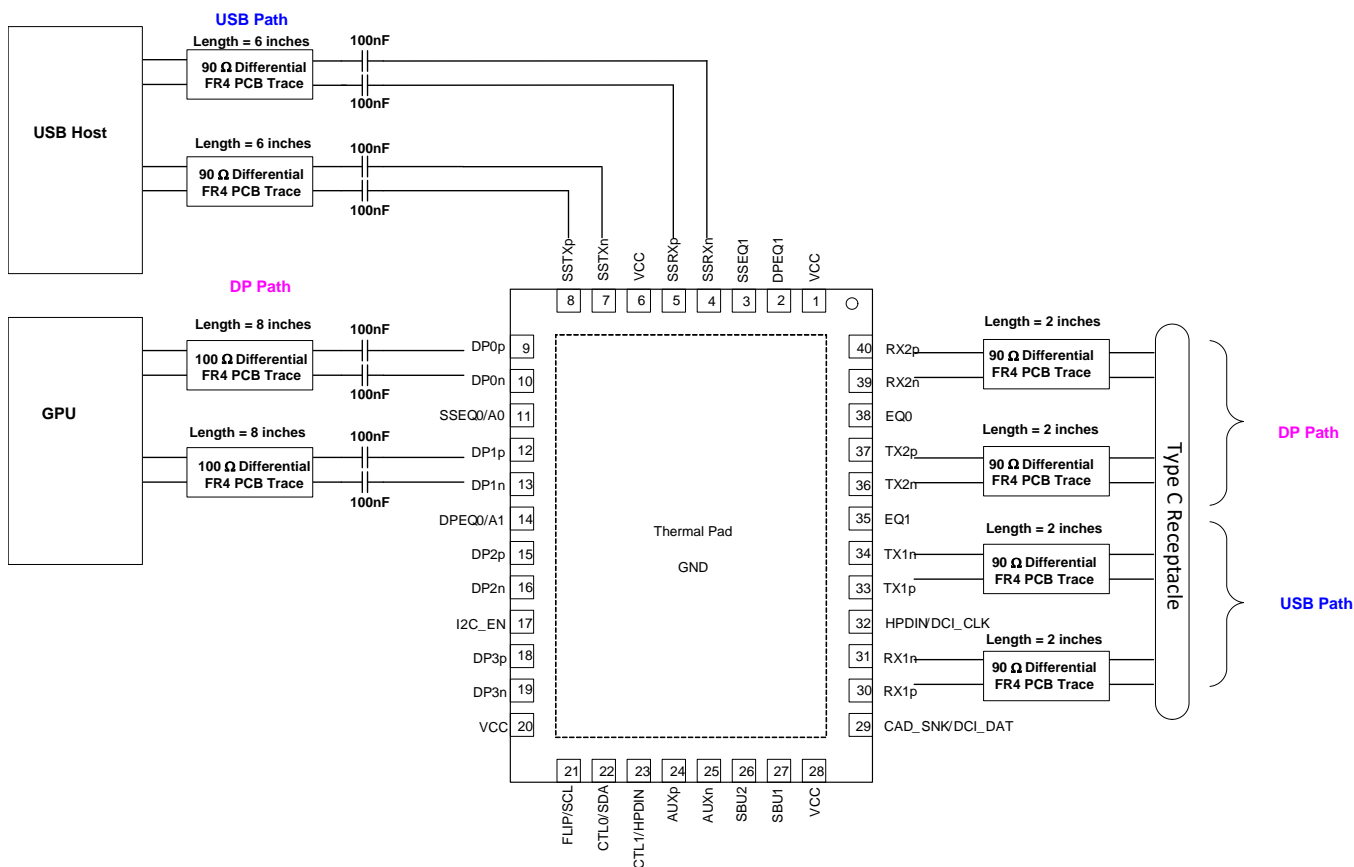 USB Path
Length = 6 inches
100nF
90 Ω Differential
FR4 PCB Trace
100nF
USB Host
Length = 6 inches
100nF
90 Ω Differential
FR4 PCB Trace
100nF
SSTXp
SSTXn
VCC
SSRXp
SSRXn
SSEQ1
DPEQ1
VCC
8
7
6
5
4
3
2
1
DP Path
Length = 8 inches
100nF
100 Ω Differential
FR4 PCB Trace
100nF
GPU
Length = 8 inches
100nF
100 Ω Differential
FR4 PCB Trace
100nF
DP0p 9
DP0n 10
SSEQ0/A0 11
DP1p 12
DP1n 13
DPEQ0/A1 14
DP2p 15
DP2n 16
I2C_EN 17
DP3p 18
DP3n 19
VCC 20
Thermal Pad
GND
40 RX2p
39 RX2n
38 EQ0
37 TX2p
36 TX2n
35 EQ1
34 TX1n
33 TX1p
32 HPDIN/DCI_CLK
31 RX1n
30 RX1p
29 CAD_SNK/DCI_DAT
Length = 2 inches
90 Ω Differential
FR4 PCB Trace
Length = 2 inches
90 Ω Differential
FR4 PCB Trace
Length = 2 inches
90 Ω Differential
FR4 PCB Trace
Length = 2 inches
90 Ω Differential
FR4 PCB Trace
Type C Receptacle
DP Path
USB Path
21
22
23
24
25
26
27
28
FLIP/SCL
CTL0/SDA
CTL1/HPDIN
AUXp
AUXn
SBU2
SBU1
VCC